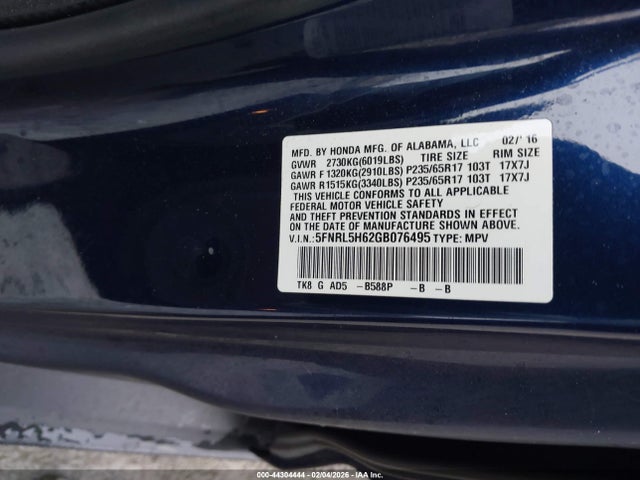 MFD. BY HONDA MFG. OF ALABAMA, LLC 02/'16
GVWR 2730KG(6019LBS) TIRE SIZE RIM SIZE
GAWR F 1320KG(2910LBS) P235/65R17 103T 17X7J
GAWR R1515KG(3340LBS) P235/65R17 103T 17X7J
THIS VEHICLE CONFORMS TO ALL APPLICABLE
FEDERAL MOTOR VEHICLE SAFETY
AND THEFT PREVENTION STANDARDS IN EFFECT
ON THE DATE OF MANUFACTURE SHOWN ABOVE.
V.I.N: 5FNRL5H62GB076495 TYPE: MPV
TK8 G AD5 -B588P -B -B
000-44304444 - 02/04/2026 - ©IAA Inc.